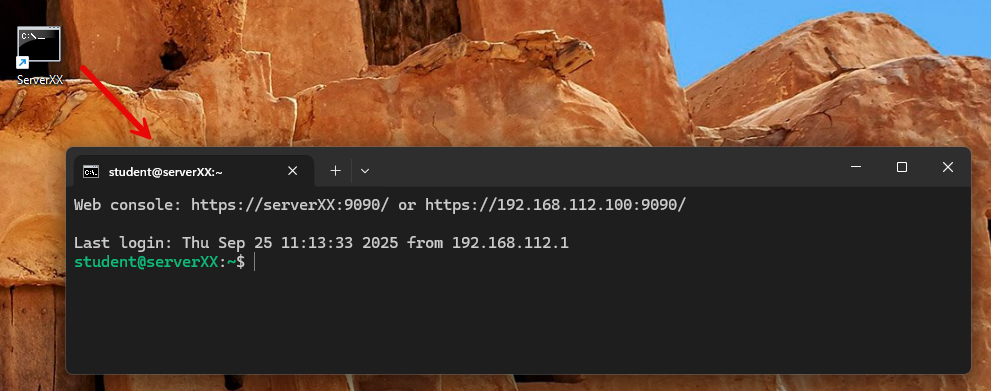 C:\._
ServerXX
C:\.
student@serverXX:~
Web console: https://serverXX:9090/ or https://192.168.112.100:9090/
Last login: Thu Sep 25 11:13:33 2025 from 192.168.112.1
student@serverXX:~$